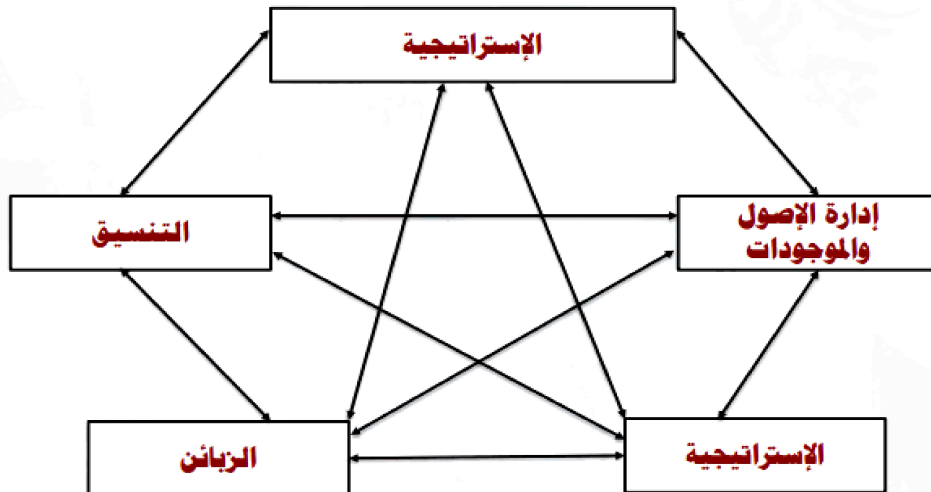 الإستراتيجية
إدارة الإصول
والموجودات
التنسيق
الإستراتيجية
الزبائن